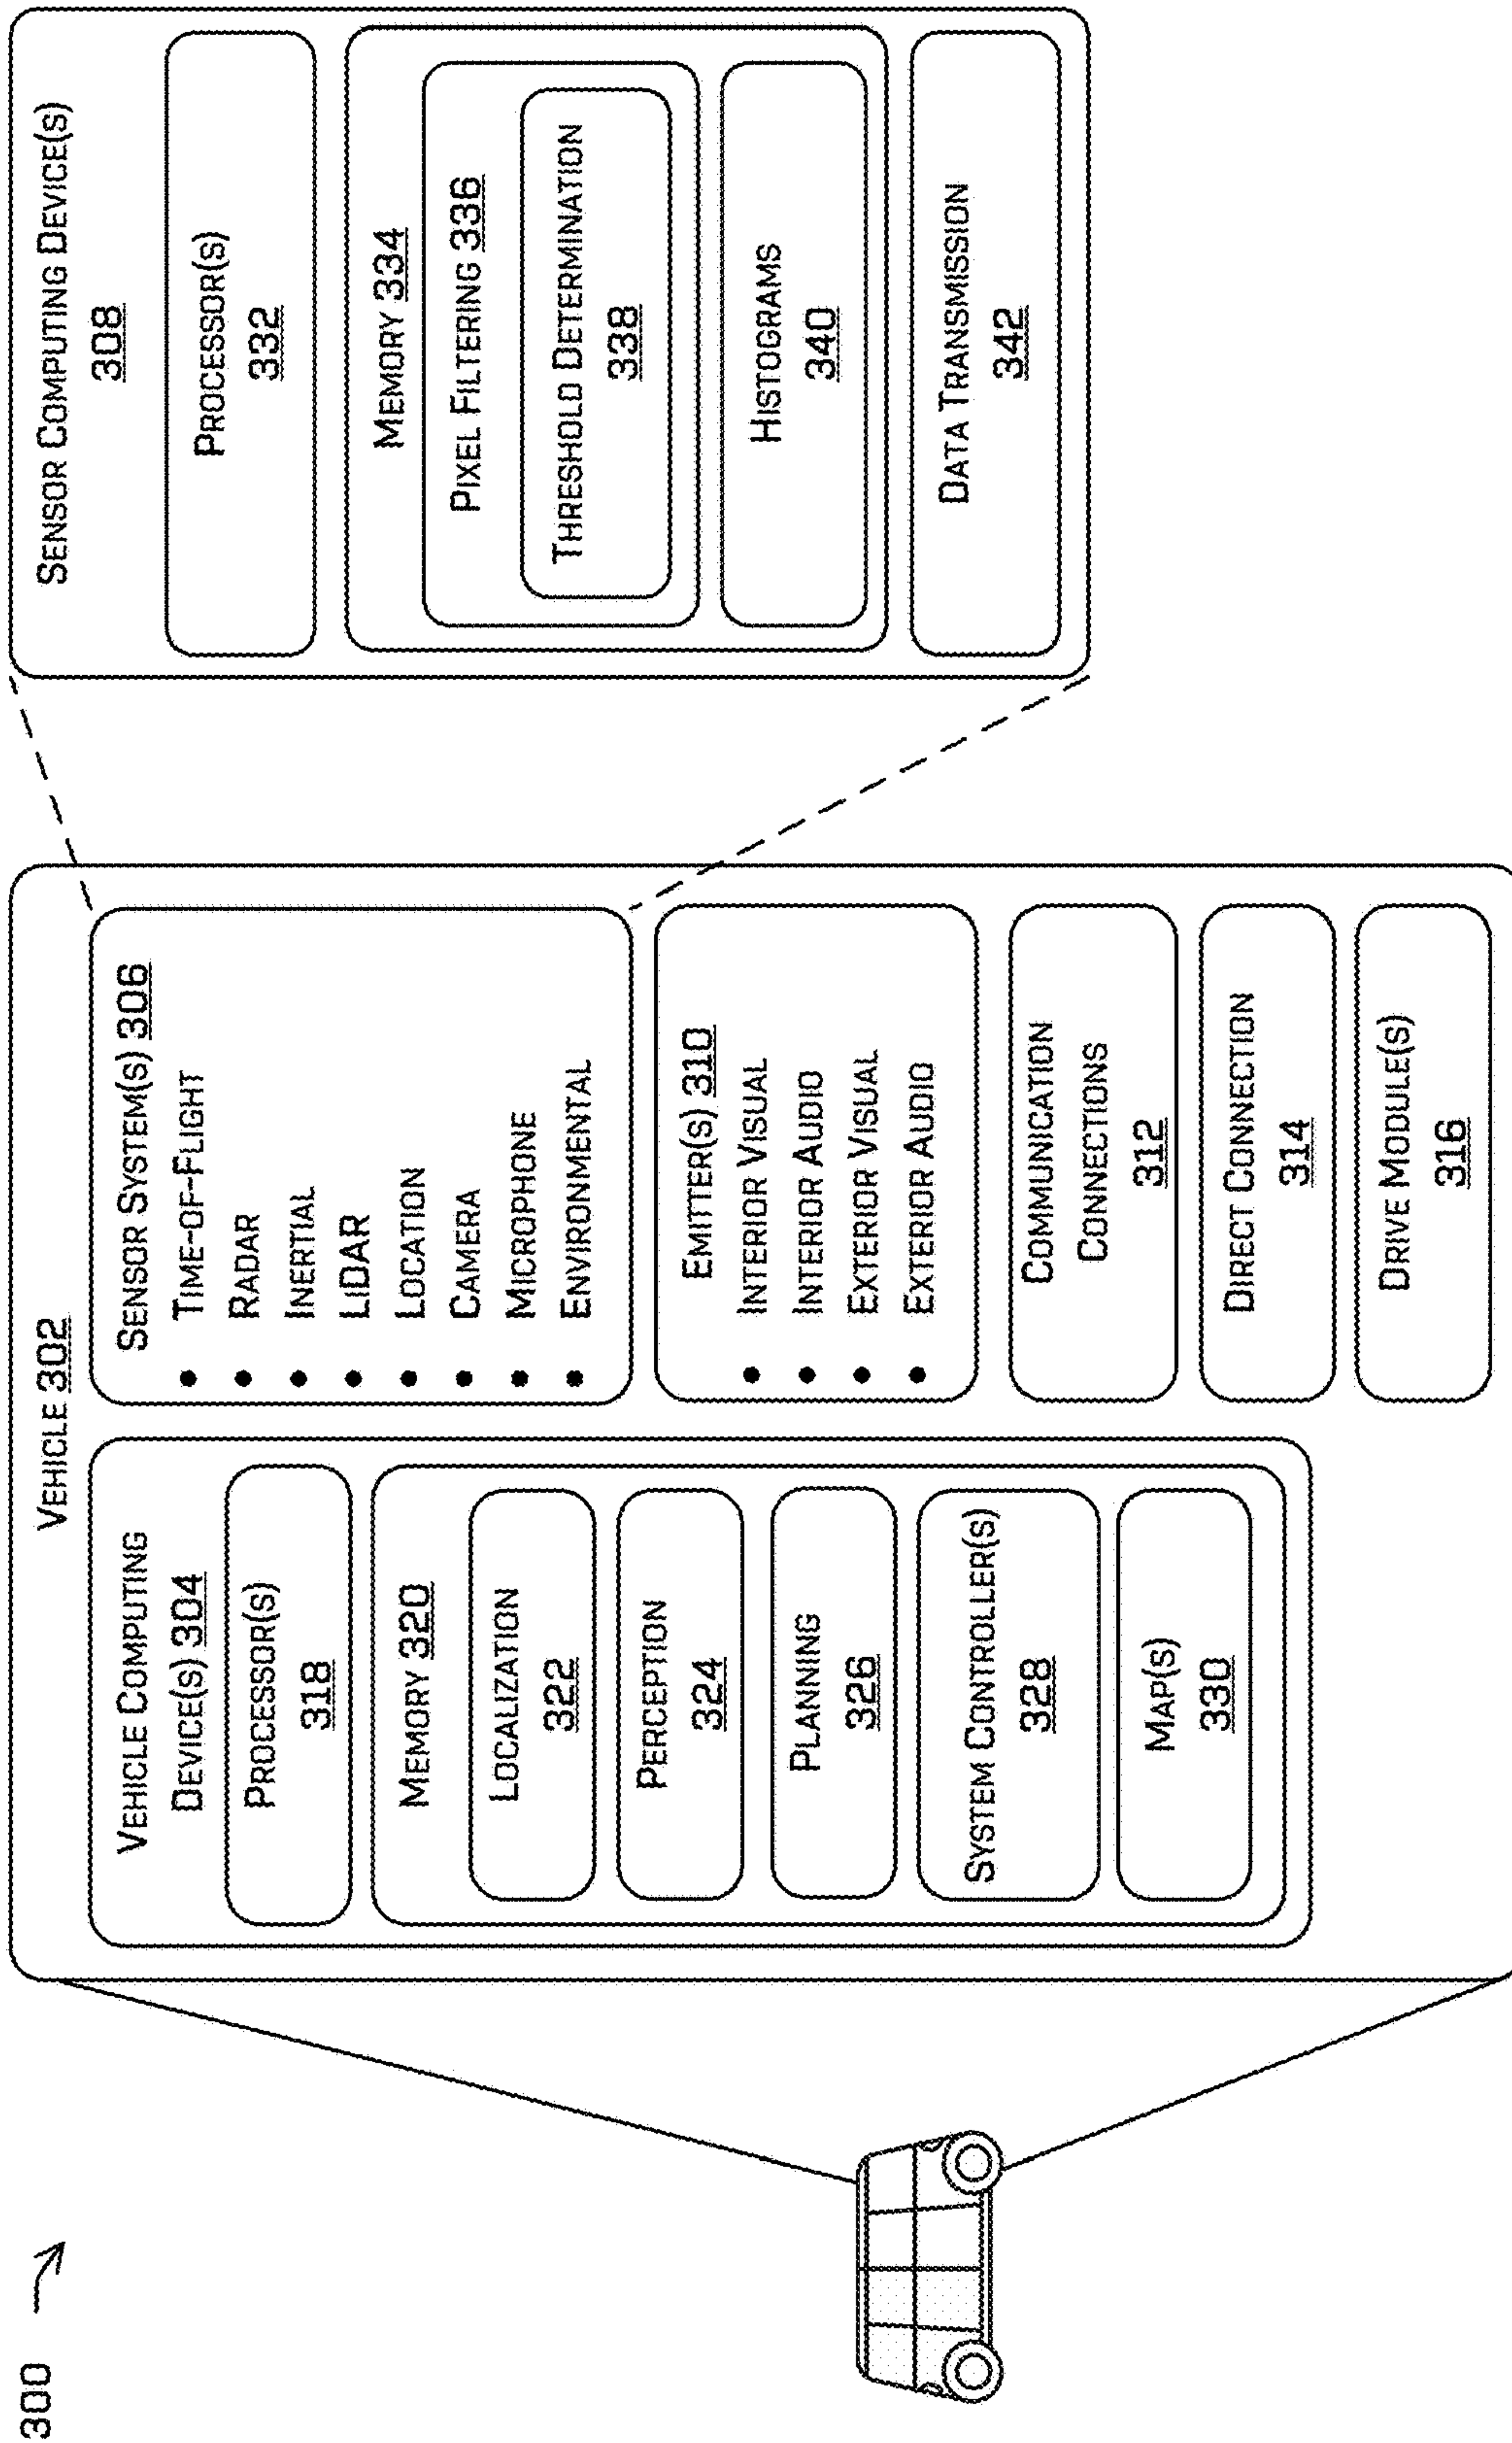 300
VEHICLE 302
VEHICLE COMPUTING
DEVICE(S) 304
PROCESSOR(S)
318
MEMORY 320
LOCALIZATION
322
PERCEPTION
324
PLANNING
326
SYSTEM CONTROLLER(S)
328
MAP(S)
330
SENSOR SYSTEM(S) 306
• TIME-OF-FLIGHT
• RADAR
• INERTIAL
• LIDAR
• LOCATION
• CAMERA
• MICROPHONE
• ENVIRONMENTAL
EMITTER(S) 310
• INTERIOR VISUAL
• INTERIOR AUDIO
• EXTERIOR VISUAL
• EXTERIOR AUDIO
COMMUNICATION
CONNECTIONS
312
DIRECT CONNECTION
314
DRIVE MODULE(S)
316
SENSOR COMPUTING DEVICE(S)
308
PROCESSOR(S)
332
MEMORY 334
PIXEL FILTERING 336
THRESHOLD DETERMINATION
338
HISTOGRAMS
340
DATA TRANSMISSION
342